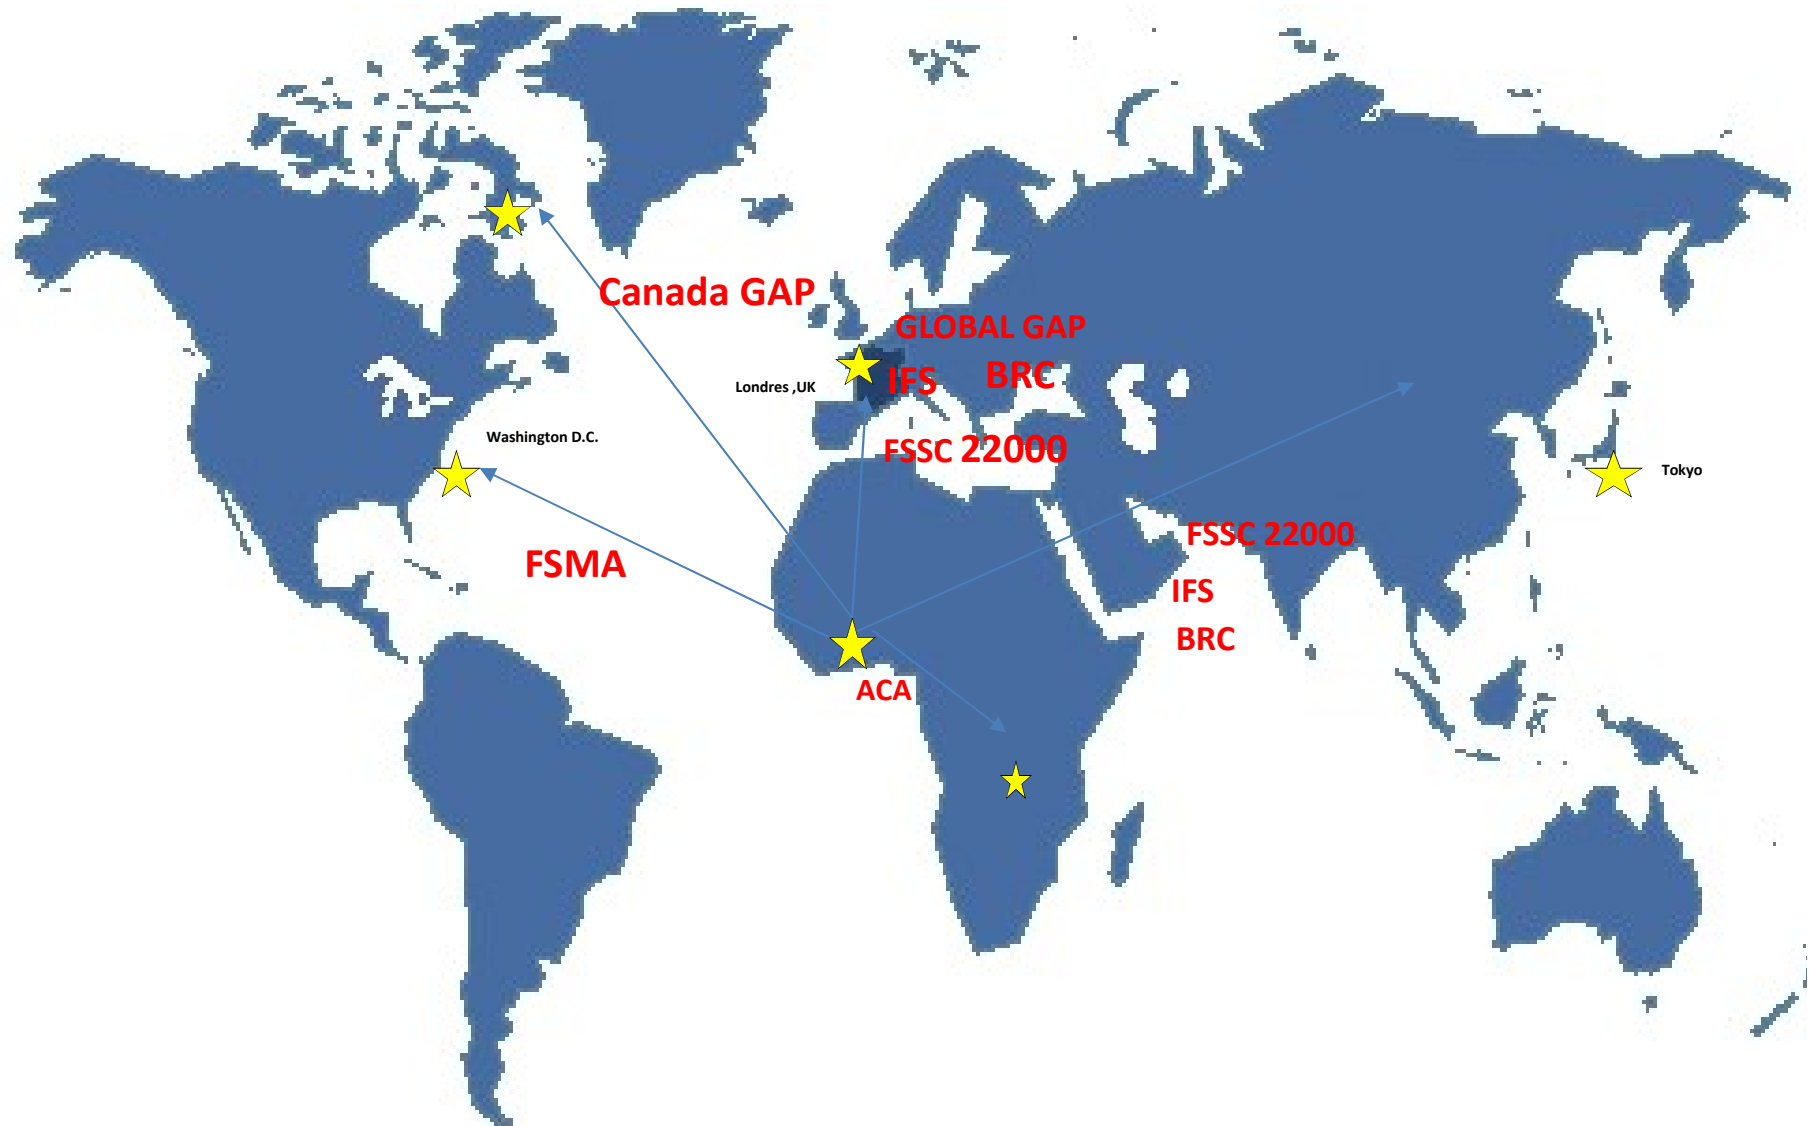 Canada GAP
GLOBAL GAP
IFS
BRC
Londres ,UK
Washington D.C.
FSSC 22000
Tokyo
FSMA
FSSC 22000
IFS
BRC
ACA